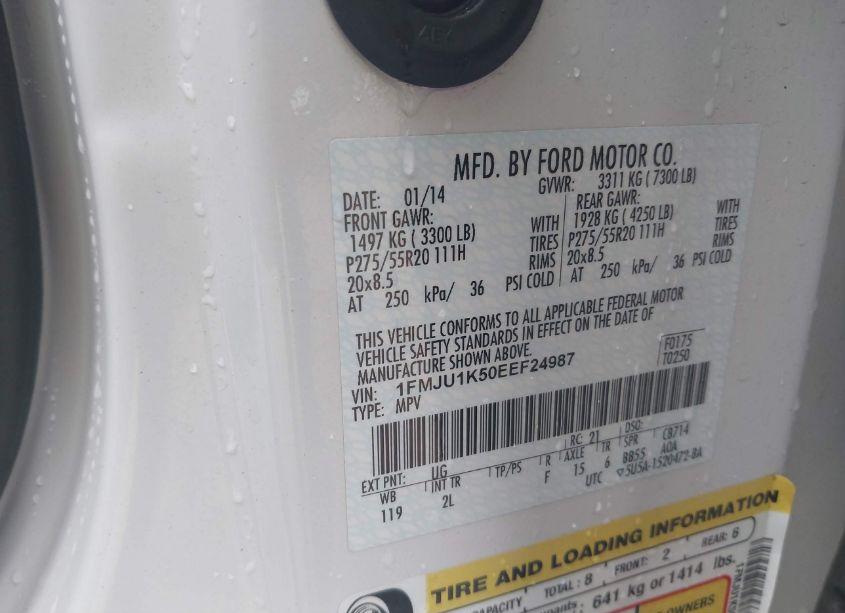 MFD. BY FORD MOTOR CO.
DATE: 01/14 GVWR: 3311 KG ( 7300 LB)
FRONT GAWR: REAR GAWR:
1497 KG ( 3300 LB) WITH 1928 KG ( 4250 LB) WITH
P275/55R20 111H TIRES P275/55R20 111H TIRES
20x8.5 RIMS 20x8.5 RIMS
AT 250 kPa/ 36 PSI COLD AT 250 kPa/ 36 PSI COLD
THIS VEHICLE CONFORMS TO ALL APPLICABLE FEDERAL MOTOR
VEHICLE SAFETY STANDARDS IN EFFECT ON THE DATE OF
MANUFACTURE SHOWN ABOVE. F0175
VIN: 1FMJU1K50EEF24987 T0250
TYPE: MPV
EXT PNT: UG RC: 21 DSO: C8714
WB INT TR TP/PS R AXLE TR SPR AOA
119 2L F 15 6 BB55
UTC 5U5A-1520472-BA
TIRE AND LOADING INFORMATION
CAPACITY TOTAL: 8 FRONT: 2 REAR: 6
641 kg or 1414 lbs.
OWNERS